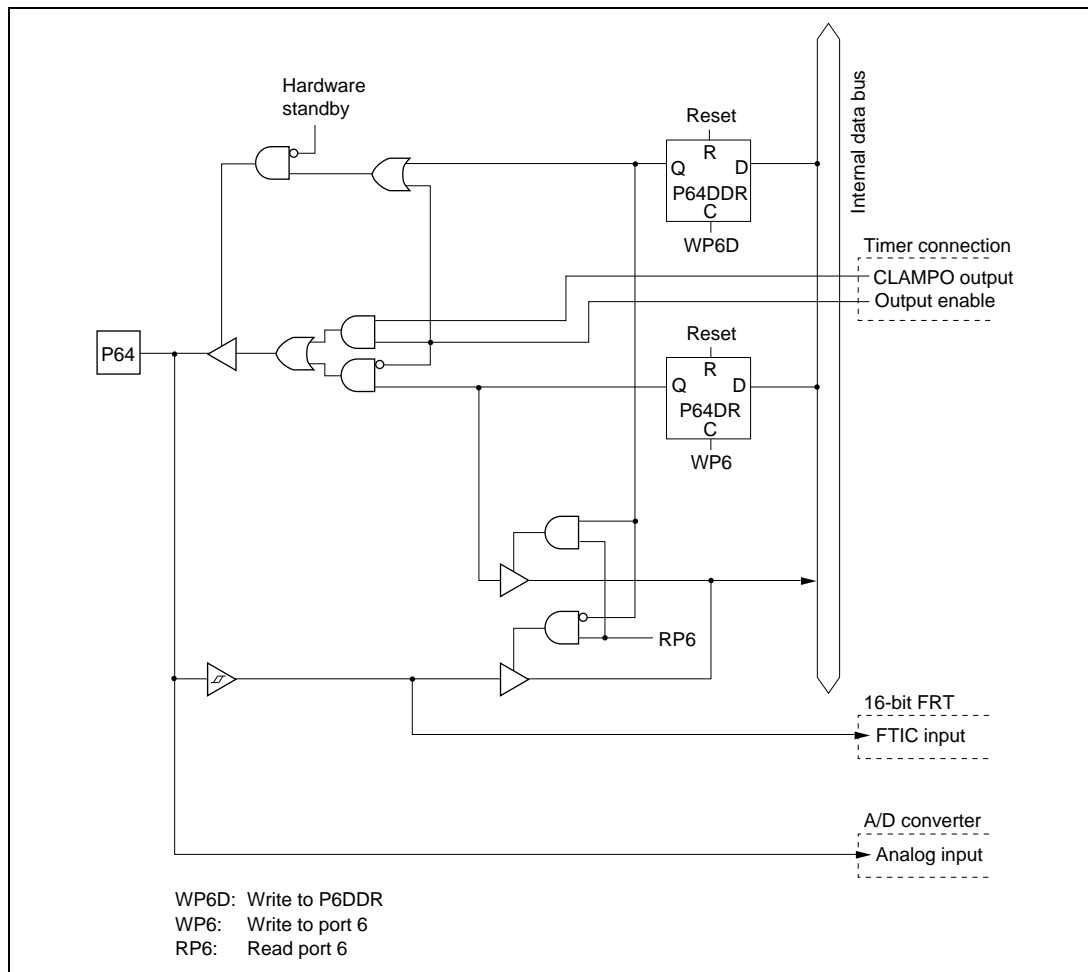 Hardware
standby
Reset
R
Q
D
P64DDR
C
WP6D
Internal data bus
Timer connection
CLAMPO output
Output enable
P64
Reset
R
Q
D
P64DR
C
WP6
RP6
16-bit FRT
FTIC input
A/D converter
Analog input
WP6D: Write to P6DDR
WP6: Write to port 6
RP6: Read port 6